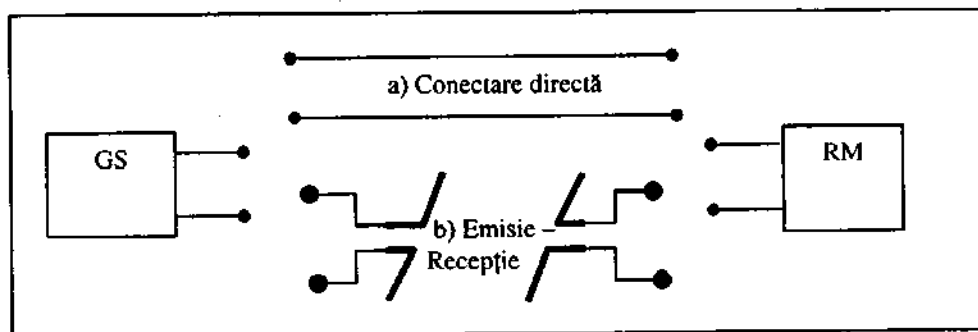 a) Conectare directă
GS
RM
b) Emisie –
Recepție